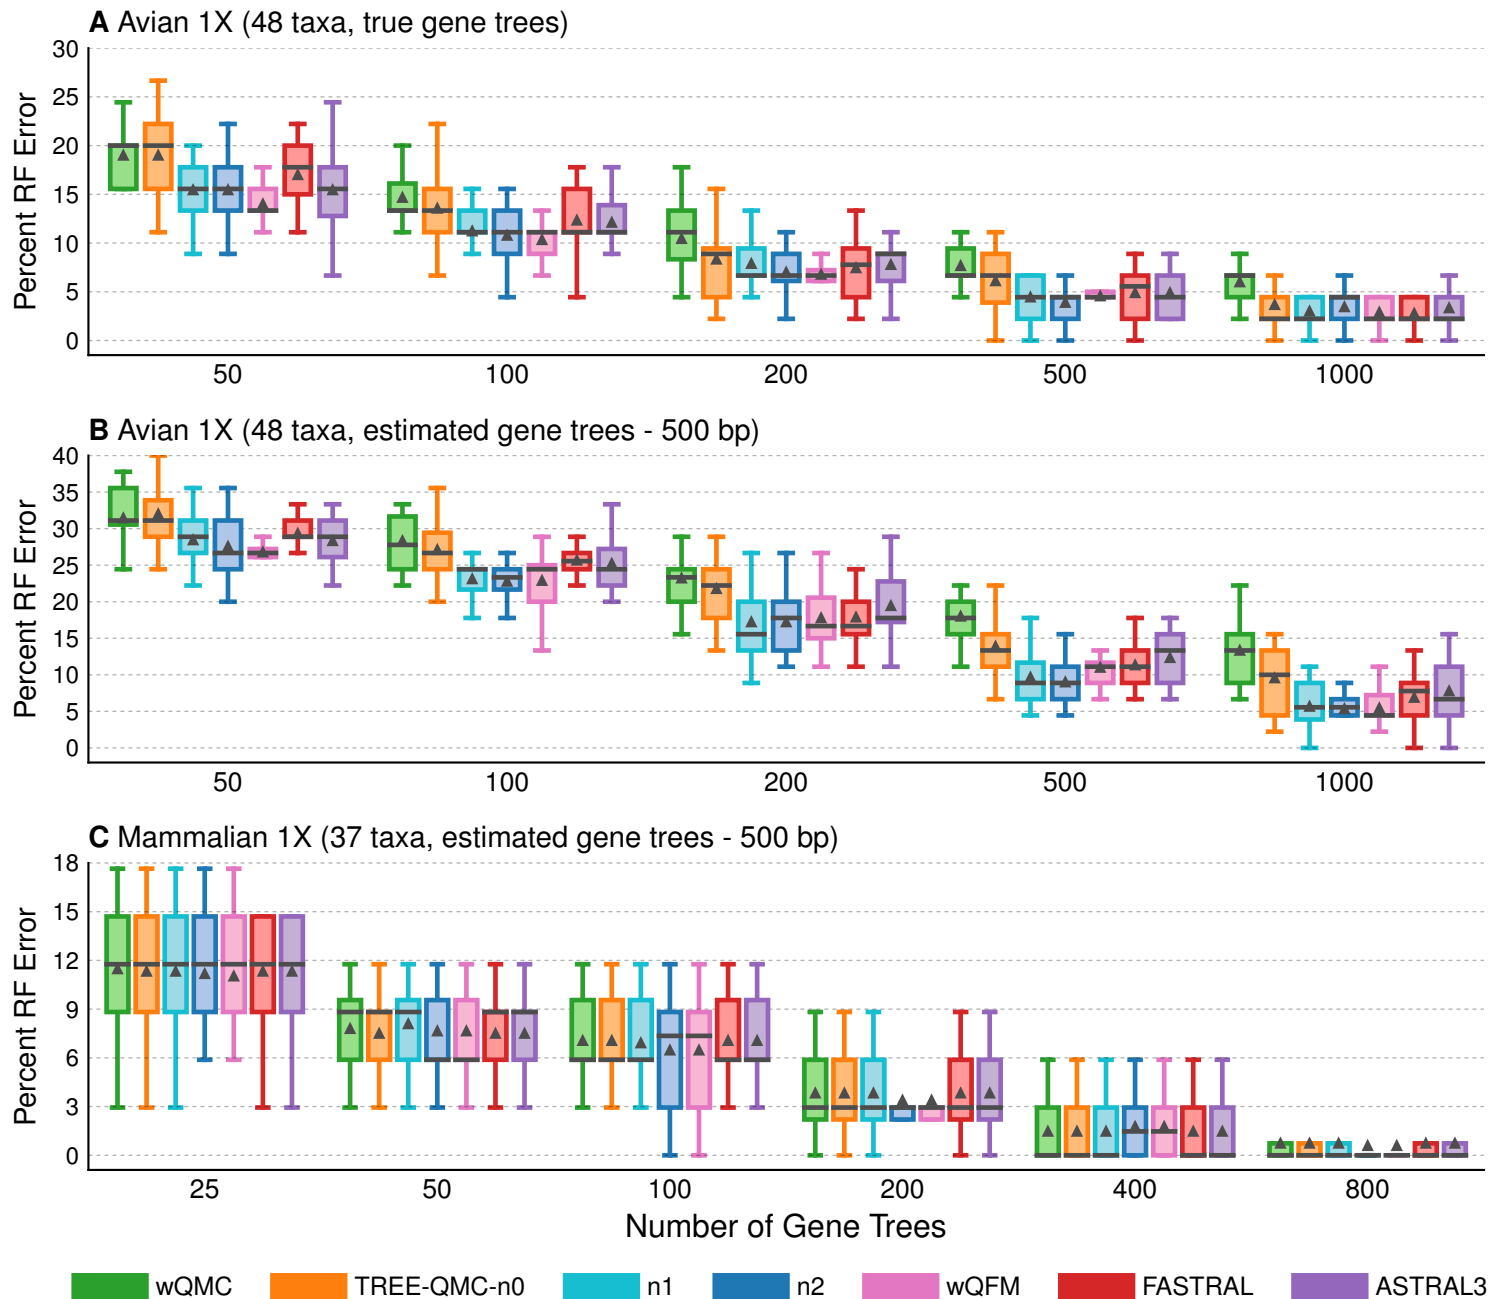 A Avian 1X (48 taxa, true gene trees)
30
25
20
15
10
5
0
Percent RF Error
50 100 200 500 1000
B Avian 1X (48 taxa, estimated gene trees - 500 bp)
40
35
30
25
20
15
10
5
0
Percent RF Error
50 100 200 500 1000
C Mammalian 1X (37 taxa, estimated gene trees - 500 bp)
18
15
12
9
6
3
0
Percent RF Error
25 50 100 200 400 800
Number of Gene Trees
wQMC TREE-QMC-n0 n1 n2 wQFM FASTRAL ASTRAL3